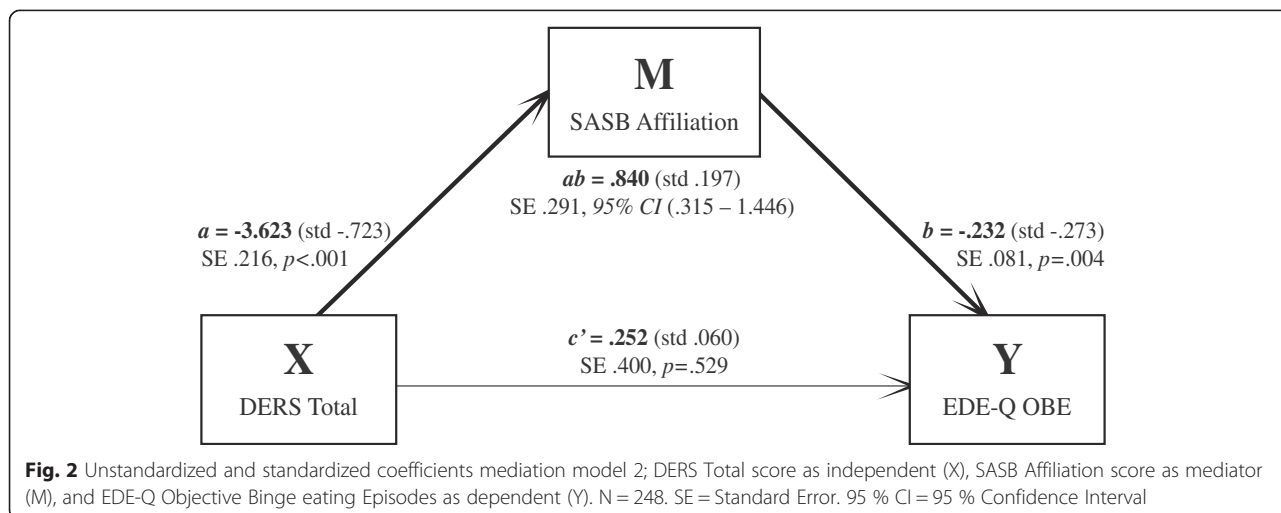 M
SASB Affiliation
ab = .840 (std .197)
SE .291, 95% CI (.315 – 1.446)
a = -3.623 (std -.723)
SE .216, p<.001
b = -.232 (std -.273)
SE .081, p=.004
c’ = .252 (std .060)
SE .400, p=.529
X
DERS Total
Y
EDE-Q OBE
Fig. 2 Unstandardized and standardized coefficients mediation model 2; DERS Total score as independent (X), SASB Affiliation score as mediator
(M), and EDE-Q Objective Binge eating Episodes as dependent (Y). N = 248. SE = Standard Error. 95 % CI = 95 % Confidence Interval